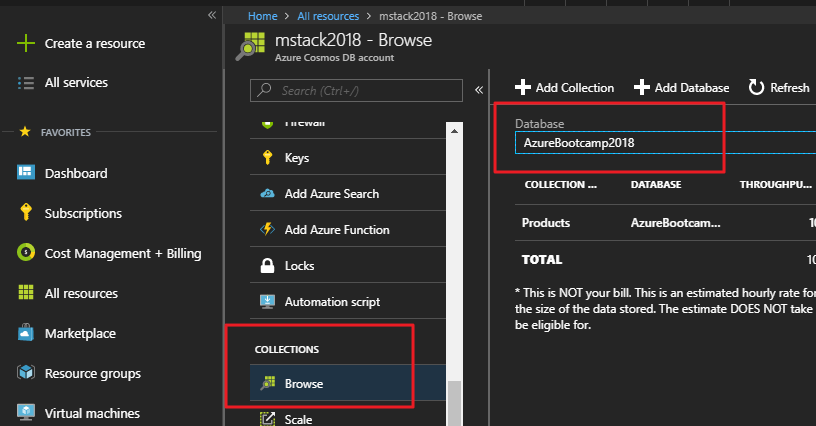 Home > All resources > mstack2018 - Browse
mstack2018 - Browse
Azure Cosmos DB account
Create a resource
All services
FAVORITES
Dashboard
Subscriptions
Cost Management + Billing
All resources
Marketplace
Resource groups
Virtual machines
Search (Ctrl+/)
Firewall
Keys
Add Azure Search
Add Azure Function
Locks
Automation script
COLLECTIONS
Browse
Scale
Add Collection
Add Database
Refresh
Database
AzureBootcamp2018
COLLECTION ... DATABASE THROUGHPU...
Products AzureBootcam...
TOTAL
* This is NOT your bill. This is an estimated hourly rate for
the size of the data stored. The estimate DOES NOT take
be eligible for.